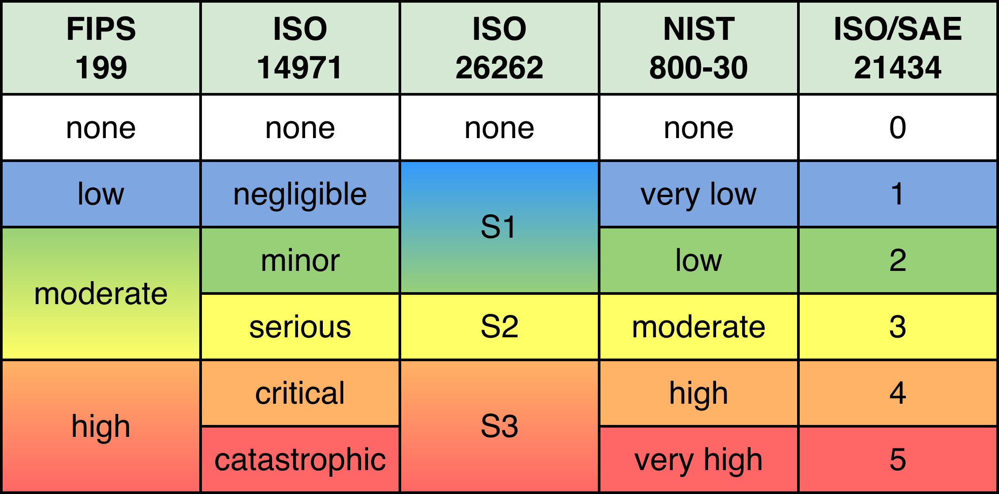 FIPS
199
ISO
14971
ISO
26262
NIST
800-30
ISO/SAE
21434
none
none
none
none
0
low
negligible
S1
very low
1
moderate
minor
low
2
serious
S2
moderate
3
high
critical
S3
high
4
catastrophic
very high
5